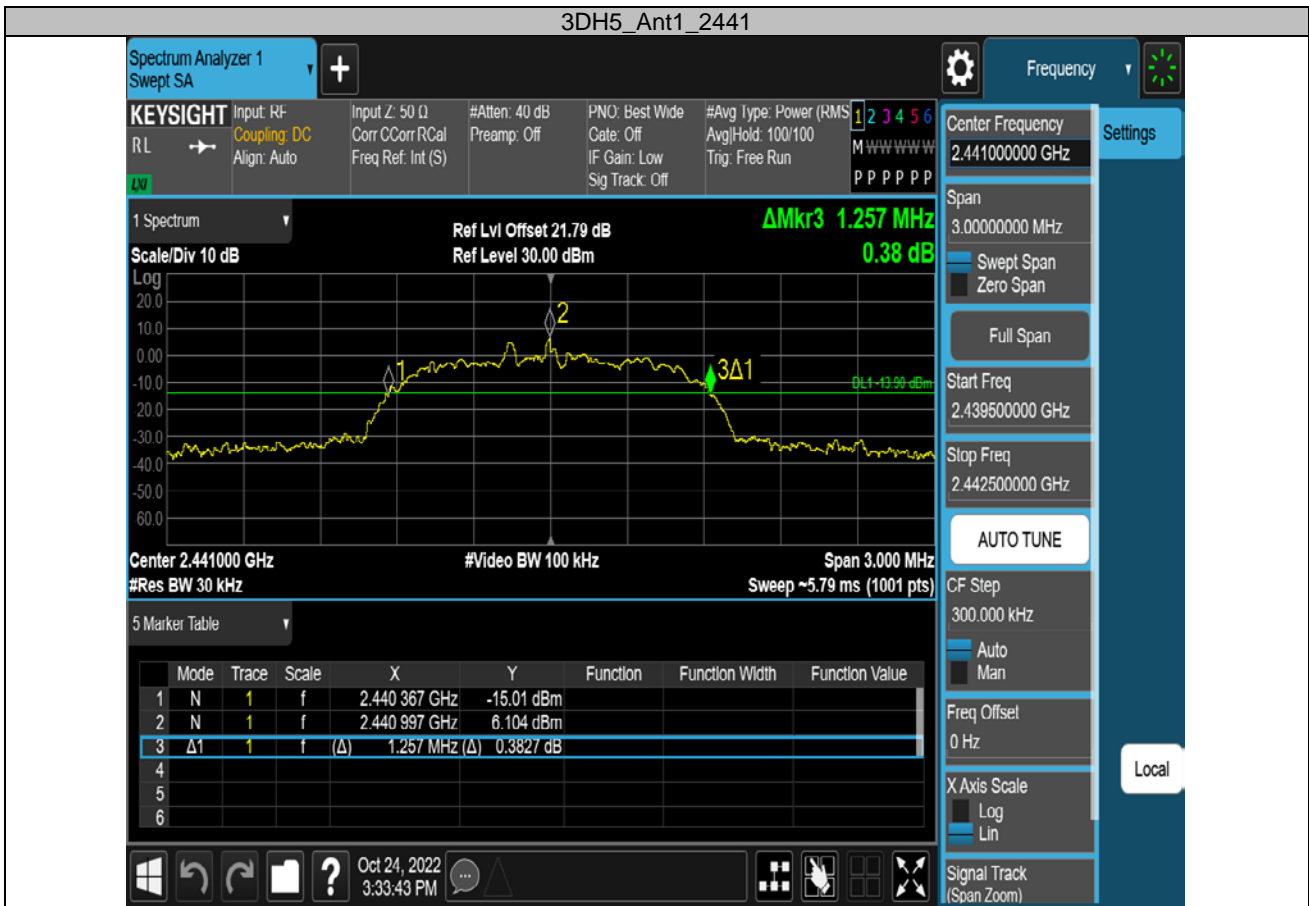 3DH5_Ant1_2441
Spectrum Analyzer 1
Swept SA
+
Frequency
KEYSIGHT
RL
LXI
Input: RF
Coupling: DC
Align: Auto
Input Z: 50 Ω
Corr CCorr RCal
Freq Ref: Int (S)
#Atten: 40 dB
Preamp: Off
PNO: Best Wide
Gate: Off
IF Gain: Low
Sig Track: Off
#Avg Type: Power (RMS
Avg|Hold: 100/100
Trig: Free Run
1 2 3 4 5 6
M W W W W W
P P P P P P
1 Spectrum
Scale/Div 10 dB
Ref Lvl Offset 21.79 dB
Ref Level 30.00 dBm
ΔMkr3 1.257 MHz
0.38 dB
Log
20.0
10.0
0.00
-10.0
-20.0
-30.0
-40.0
-50.0
-60.0
1
2
3Δ1
DL1 -13.90 dBm
Center 2.441000 GHz
#Video BW 100 kHz
Span 3.000 MHz
#Res BW 30 kHz
Sweep ~5.79 ms (1001 pts)
5 Marker Table
Mode Trace Scale X Y Function Function Width Function Value
1 N 1 f 2.440 367 GHz -15.01 dBm
2 N 1 f 2.440 997 GHz 6.104 dBm
3 Δ1 1 f (Δ) 1.257 MHz (Δ) 0.3827 dB
4
5
6
Oct 24, 2022
3:33:43 PM
?
Center Frequency
2.441000000 GHz
Settings
Span
3.00000000 MHz
Swept Span
Zero Span
Full Span
Start Freq
2.439500000 GHz
Stop Freq
2.442500000 GHz
AUTO TUNE
CF Step
300.000 kHz
Auto
Man
Freq Offset
0 Hz
X Axis Scale
Log
Lin
Local
Signal Track
(Span Zoom)